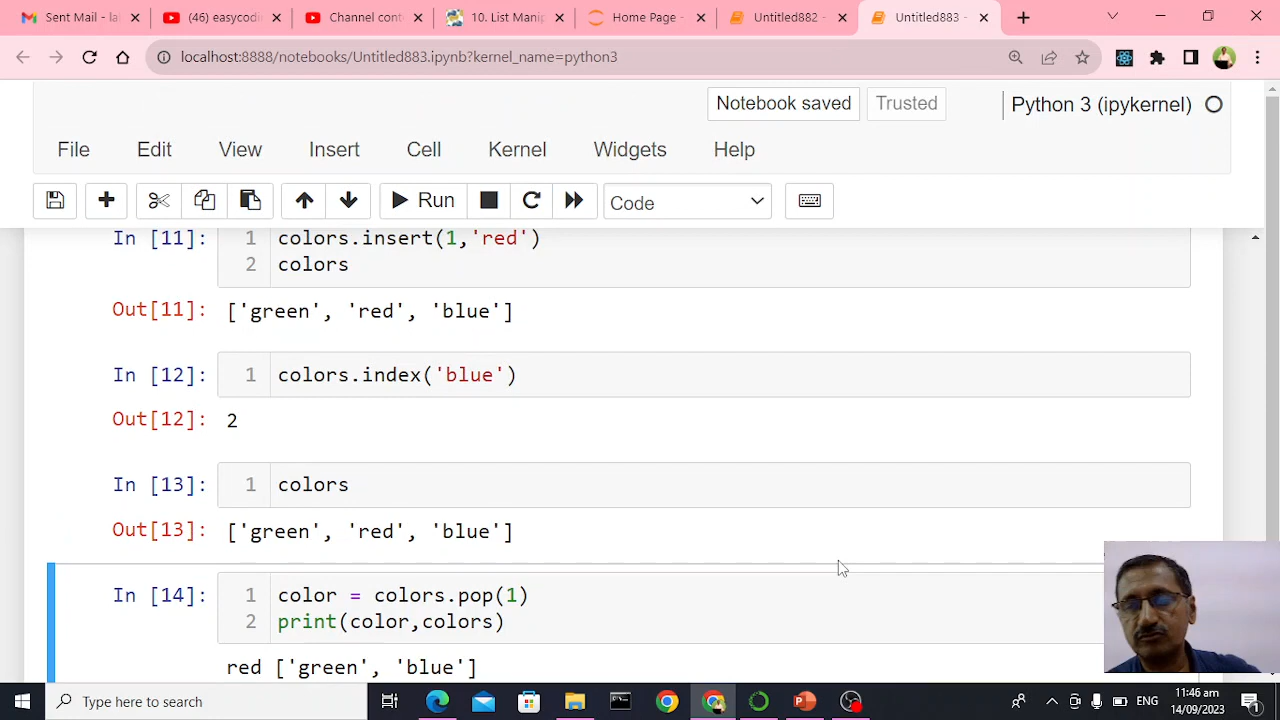 Sent Mail - la
(46) easycodi
Channel cont
10. List Mani
Home Page -
Untitled882 -
Untitled883 -
localhost:8888/notebooks/Untitled883.ipynb?kernel_name=python3
Notebook saved
Trusted
Python 3 (ipykernel)
File
Edit
View
Insert
Cell
Kernel
Widgets
Help
Run
Code
In [11]:
1 colors.insert(1,'red')
2 colors
Out[11]: ['green', 'red', 'blue']
In [12]:
1 colors.index('blue')
Out[12]: 2
In [13]:
1 colors
Out[13]: ['green', 'red', 'blue']
In [14]:
1 color = colors.pop(1)
2 print(color,colors)
red ['green', 'blue']
Type here to search
ENG
11:46 am
14/09/2023
1